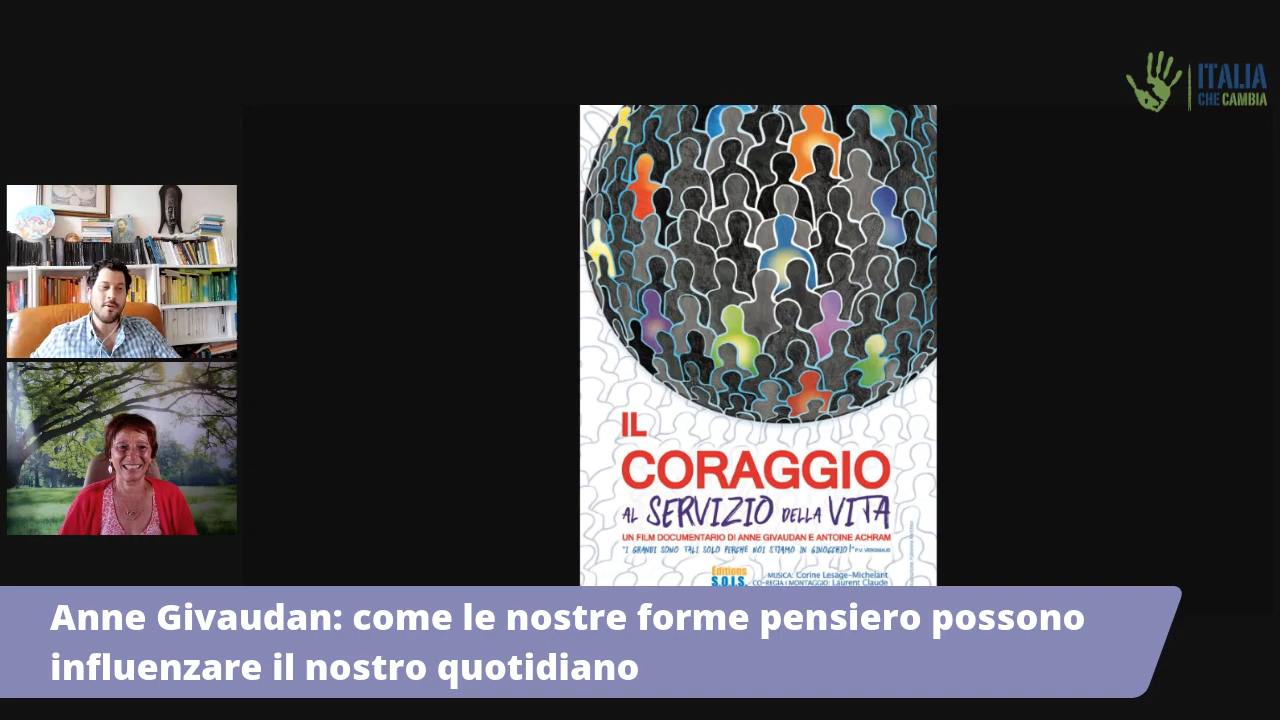 ITALIA
CHE CAMBIA
IL
CORAGGIO
AL SERVIZIO DELLA VITA
UN FILM DOCUMENTARIO DI ANNE GIVAUDAN E ANTOINE ACHRAM
"I GRANDI SONO TALI SOLO PERCHE NOI STIAMO IN GINOCCHIO!" P.V. VERGNIAUD
Éditions
S.O.I.S.
MUSICA: Corine Lesage-Michelant
CO-REGIA I MONTAGGIO: Laurent Claude
Anne Givaudan: come le nostre forme pensiero possono
influenzare il nostro quotidiano